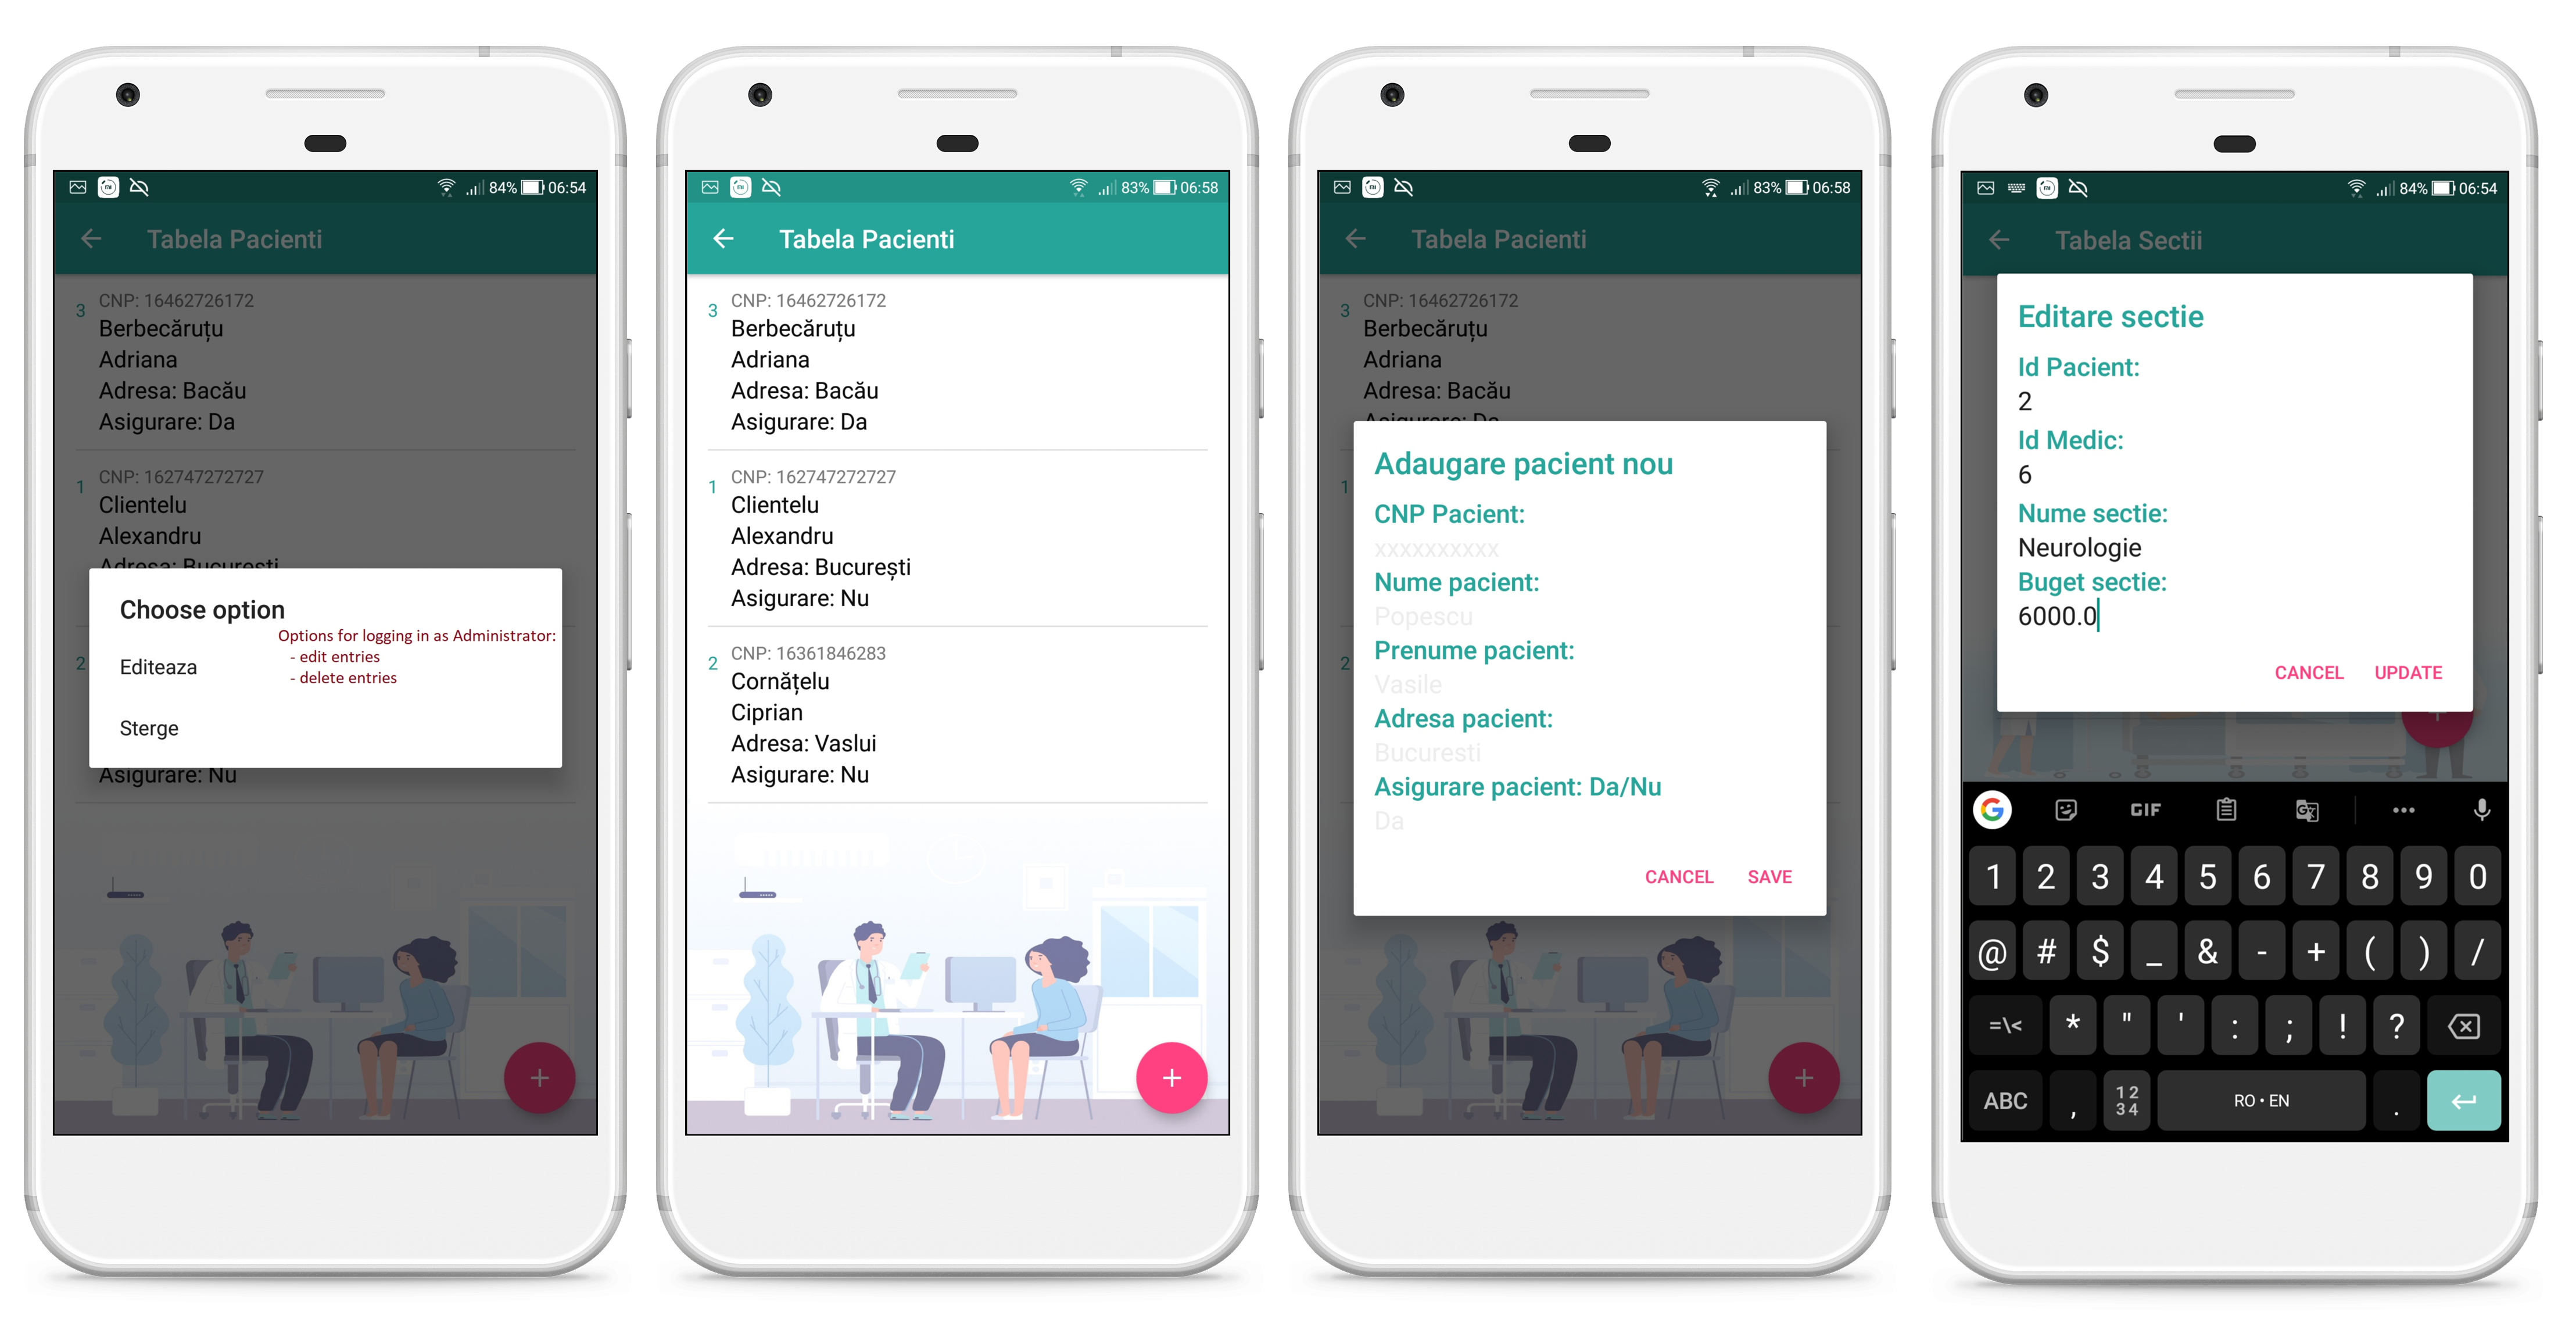 84% 06:54
Tabela Pacienti
3
CNP: 16462726172
Berbecăruțu
Adriana
Adresa: Bacău
Asigurare: Da
1
CNP: 162747272727
Clientelu
Alexandru
Adresa: București
Choose option
Options for logging in as Administrator:
- edit entries
- delete entries
Editeaza
2
Sterge
Asigurare: Nu
+
83% 06:58
Tabela Pacienti
3
CNP: 16462726172
Berbecăruțu
Adriana
Adresa: Bacău
Asigurare: Da
1
CNP: 162747272727
Clientelu
Alexandru
Adresa: București
Asigurare: Nu
2
CNP: 16361846283
Cornățelu
Ciprian
Adresa: Vaslui
Asigurare: Nu
+
83% 06:58
Tabela Pacienti
3
CNP: 16462726172
Berbecăruțu
Adriana
Adresa: Bacău
Asigurare: Da
1
2
Adaugare pacient nou
CNP Pacient:
xxxxxxxxxx
Nume pacient:
Popescu
Prenume pacient:
Vasile
Adresa pacient:
Bucuresti
Asigurare pacient: Da/Nu
Da
CANCEL SAVE
+
84% 06:54
Tabela Sectii
Editare sectie
Id Pacient:
2
Id Medic:
6
Nume sectie:
Neurologie
Buget sectie:
6000.0
CANCEL UPDATE
G GIF ...
1 2 3 4 5 6 7 8 9 0
@ # $ _ & - + ( ) /
=\< * " ' : ; ! ?
ABC , 12 34 RO • EN .